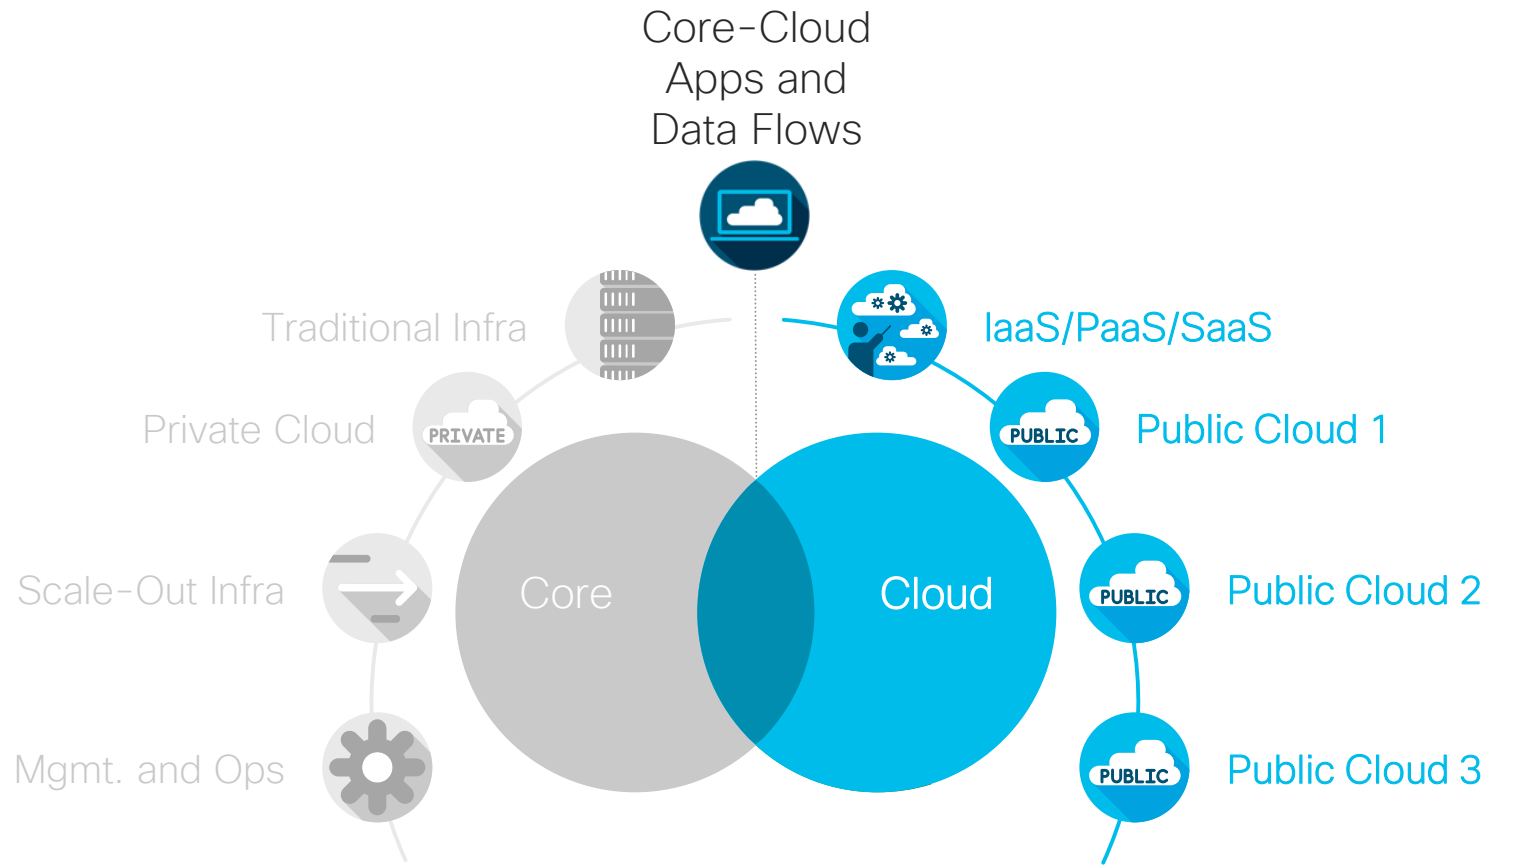 Core-Cloud
Apps and
Data Flows
Traditional Infra
IaaS/PaaS/SaaS
Private Cloud
PRIVATE
PUBLIC
Public Cloud 1
Scale-Out Infra
Core
Cloud
PUBLIC
Public Cloud 2
Mgmt. and Ops
PUBLIC
Public Cloud 3